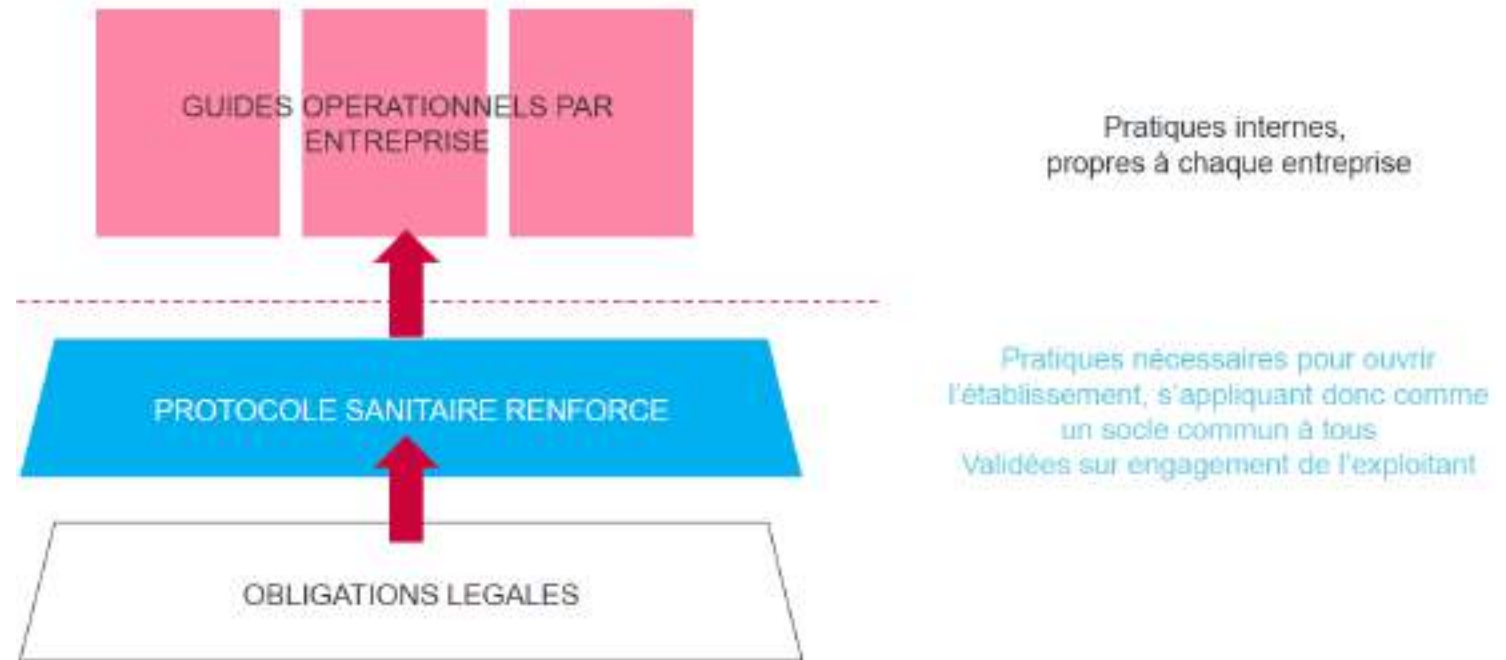 GUIDES OPERATIONNELS PAR
ENTREPRISE
Pratiques internes,
propres à chaque entreprise
PROTOCOLE SANITAIRE RENFORCE
Pratiques nécessaires pour ouvrir
l'établissement, s'appliquant donc comme
un socle commun à tous
Validées sur engagement de l'exploitant
OBLIGATIONS LEGALES